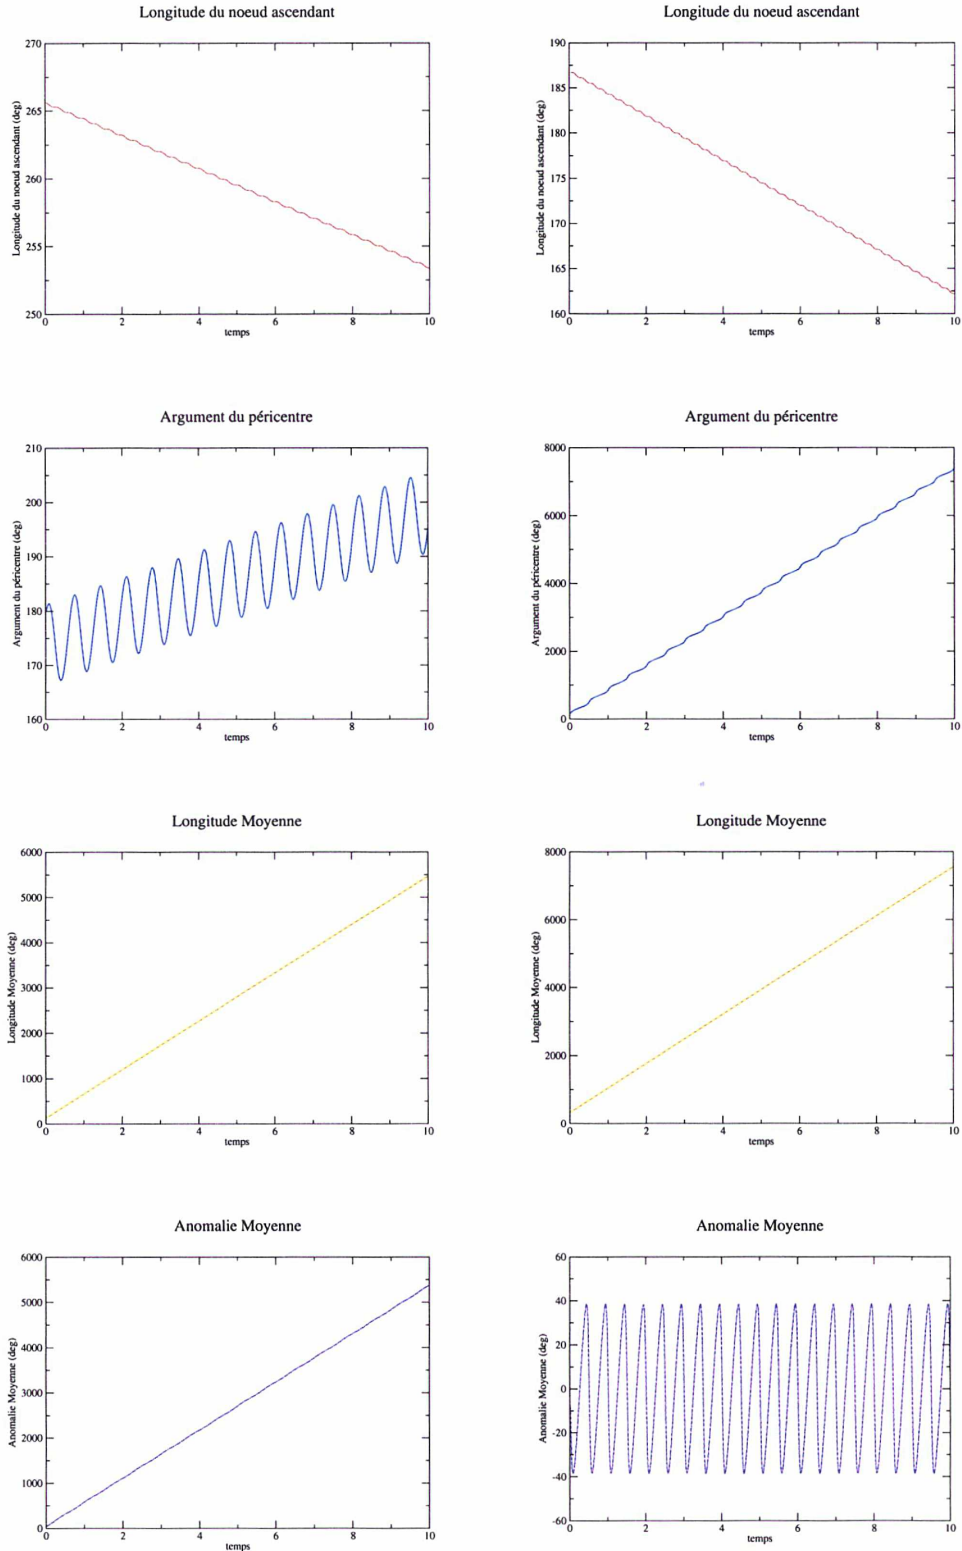 Longitude du noeud ascendant
270
265
260
255
250
Longitude du noeud ascendant (deg)
0 2 4 6 8 10
temps
Longitude du noeud ascendant
190
185
180
175
170
165
160
Longitude du noeud ascendant (deg)
0 2 4 6 8 10
temps
Argument du péricentre
210
200
190
180
170
160
Argument du péricentre (deg)
0 2 4 6 8 10
temps
Argument du péricentre
8000
6000
4000
2000
0
Argument du péricentre (deg)
0 2 4 6 8 10
temps
Longitude Moyenne
6000
5000
4000
3000
2000
1000
0
Longitude Moyenne (deg)
0 2 4 6 8 10
temps
Longitude Moyenne
8000
6000
4000
2000
0
Longitude Moyenne (deg)
0 2 4 6 8 10
temps
Anomalie Moyenne
6000
5000
4000
3000
2000
1000
0
Anomalie Moyenne (deg)
0 2 4 6 8 10
temps
Anomalie Moyenne
60
40
20
0
-20
-40
-60
Anomalie Moyenne (deg)
0 2 4 6 8 10
temps